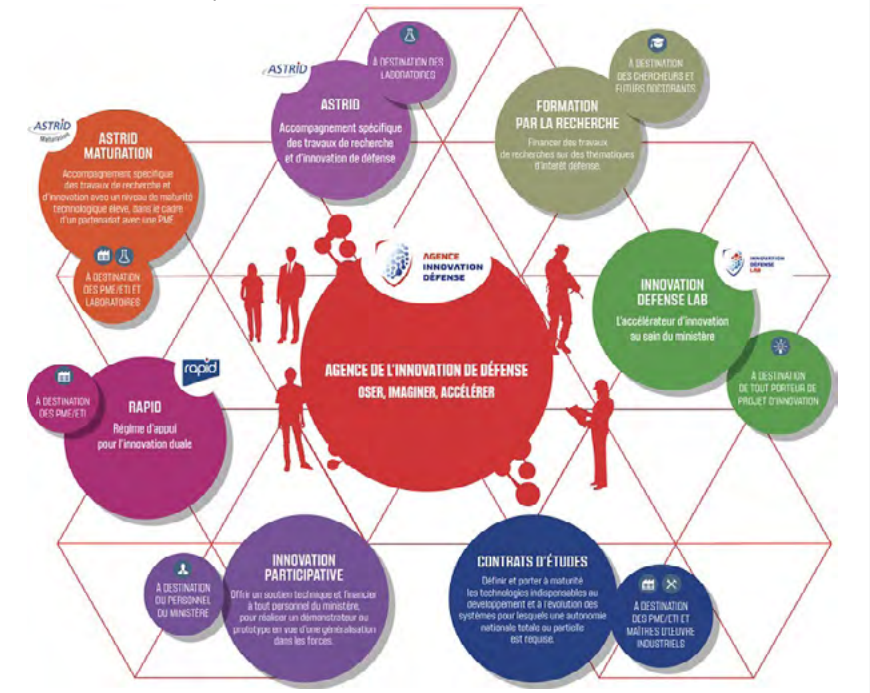 ASTRID
À DESTINATION DES
LABORATOIRES
ASTRID
Accompagnement spécifique
des travaux de recherche
et d'innovation de défense
À DESTINATION
DES CHERCHEURS ET
FUTURS DOCTORANTS
FORMATION
PAR LA RECHERCHE
Financer des travaux
de recherches sur des thématiques
d'intérêt défense.
ASTRID
Maturation
ASTRID
MATURATION
Accompagnement spécifique
des travaux de recherche et
d'innovation avec un niveau de maturité
technologique élevé, dans le cadre
d'un partenariat avec une PME
À DESTINATION
DES PME/ETI ET
LABORATOIRES
AGENCE
INNOVATION
DÉFENSE
AGENCE DE L'INNOVATION DE DÉFENSE
OSER, IMAGINER, ACCÉLÉRER
INNOVATION
DÉFENSE
LAB
INNOVATION
DEFENSE LAB
L'accélérateur d'innovation
au sein du ministère
À DESTINATION
DE TOUT PORTEUR DE
PROJET D'INNOVATION
rapid
À DESTINATION
DES PME/ETI
RAPID
Régime d'appui
pour l'innovation duale
À DESTINATION
DU PERSONNEL
DU MINISTÈRE
INNOVATION
PARTICIPATIVE
Offrir un soutien technique et financier
à tout personnel du ministère,
pour réaliser un démonstrateur ou
prototype en vue d'une généralisation
dans les forces.
CONTRATS D'ÉTUDES
Définir et porter à maturité
les technologies indispensables au
développement et à l'évolution des
systèmes pour lesquels une autonomie
nationale totale ou partielle
est requise.
À DESTINATION
DES PME/ETI ET
MAÎTRES D'ŒUVRE
INDUSTRIELS